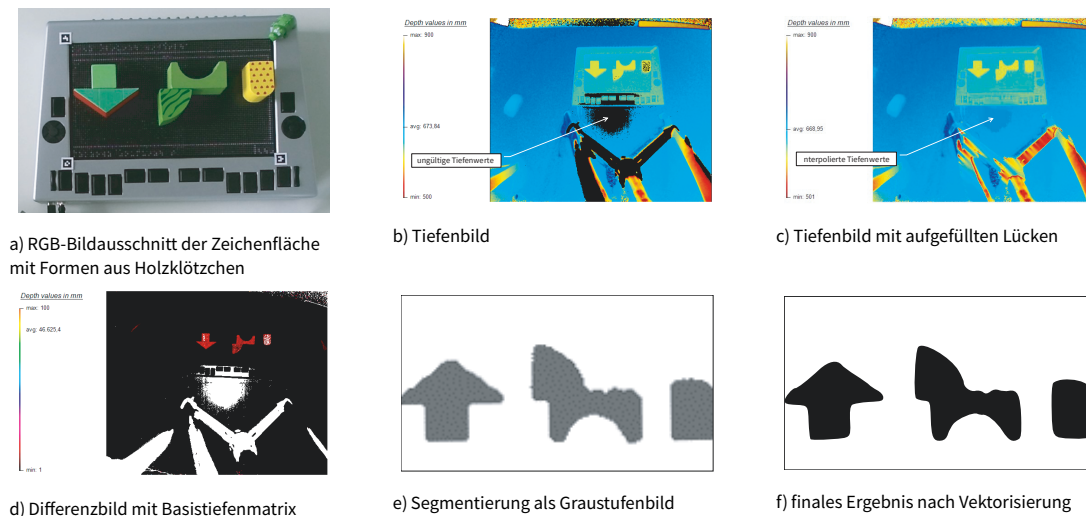 Depth values in mm
max: 900
avg: 673,84
ungültige Tiefenwerte
min: 500
Depth values in mm
max: 900
avg: 668,95
nterpolierte Tiefenwerte
min: 501
a) RGB-Bildausschnitt der Zeichenfläche
mit Formen aus Holzklötzchen
b) Tiefenbild
c) Tiefenbild mit aufgefüllten Lücken
Depth values in mm
max: 100
avg: 46.625,4
min: 1
d) Differenzbild mit Basistiefenmatrix
e) Segmentierung als Graustufenbild
f) finales Ergebnis nach Vektorisierung